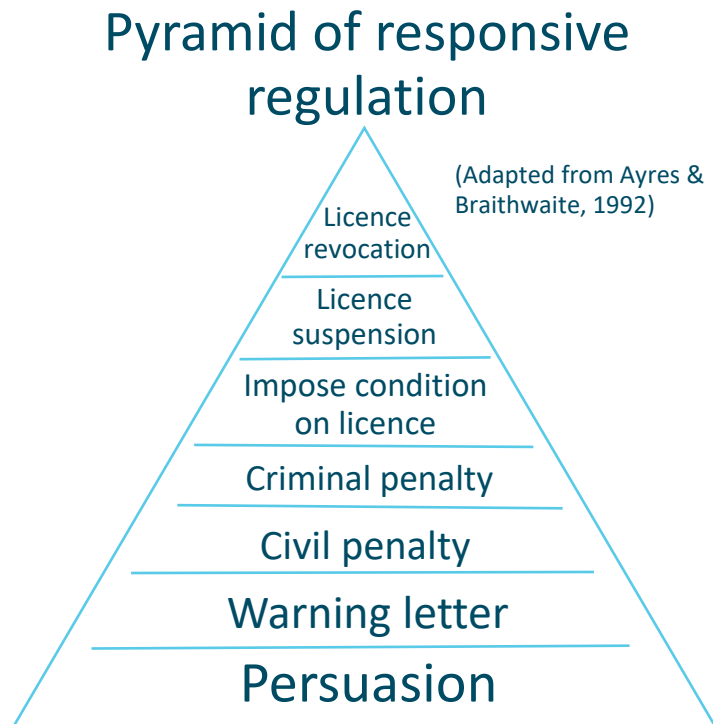 Pyramid of responsive
regulation
(Adapted from Ayres &
Braithwaite, 1992)
Licence
revocation
Licence
suspension
Impose condition
on licence
Criminal penalty
Civil penalty
Warning letter
Persuasion